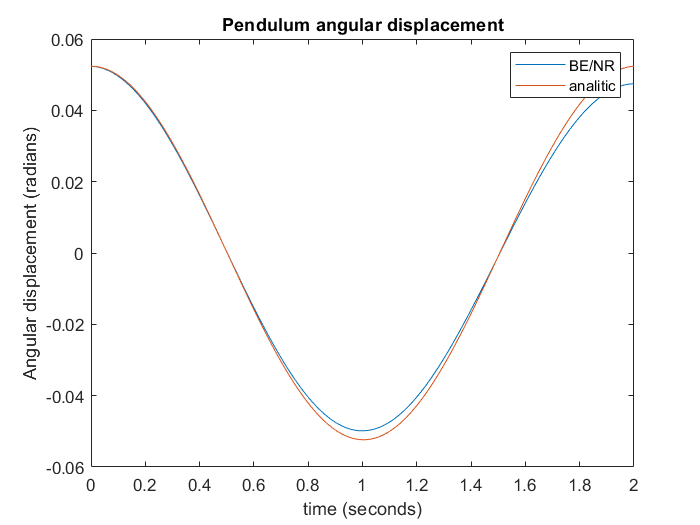 Pendulum angular displacement
0.06
0.04
0.02
0
-0.02
-0.04
-0.06
Angular displacement (radians)
BE/NR
analitic
0 0.2 0.4 0.6 0.8 1 1.2 1.4 1.6 1.8 2
time (seconds)